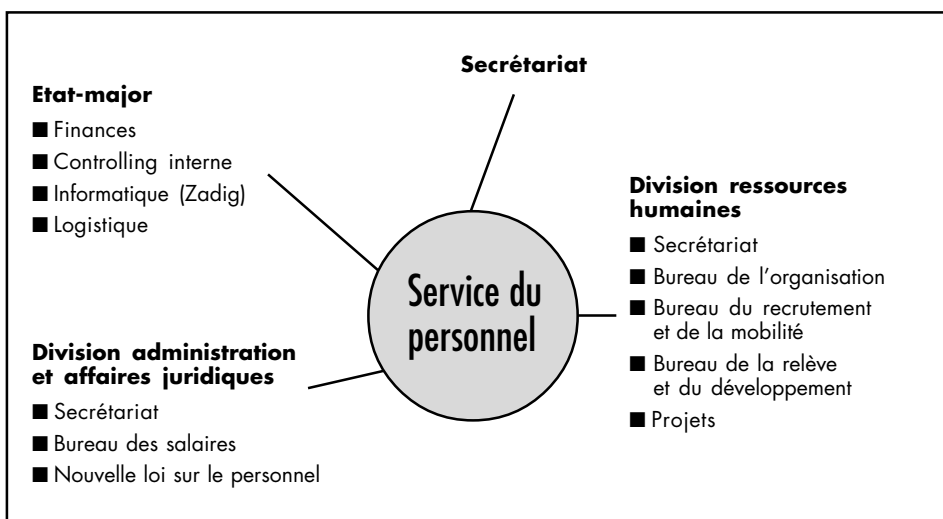 Secrétariat
Etat-major
■ Finances
■ Controlling interne
■ Informatique (Zadig)
■ Logistique
Division ressources
humaines
■ Secrétariat
■ Bureau de l'organisation
■ Bureau du recrutement
et de la mobilité
■ Bureau de la relève
et du développement
■ Projets
Service du
personnel
Division administration
et affaires juridiques
■ Secrétariat
■ Bureau des salaires
■ Nouvelle loi sur le personnel